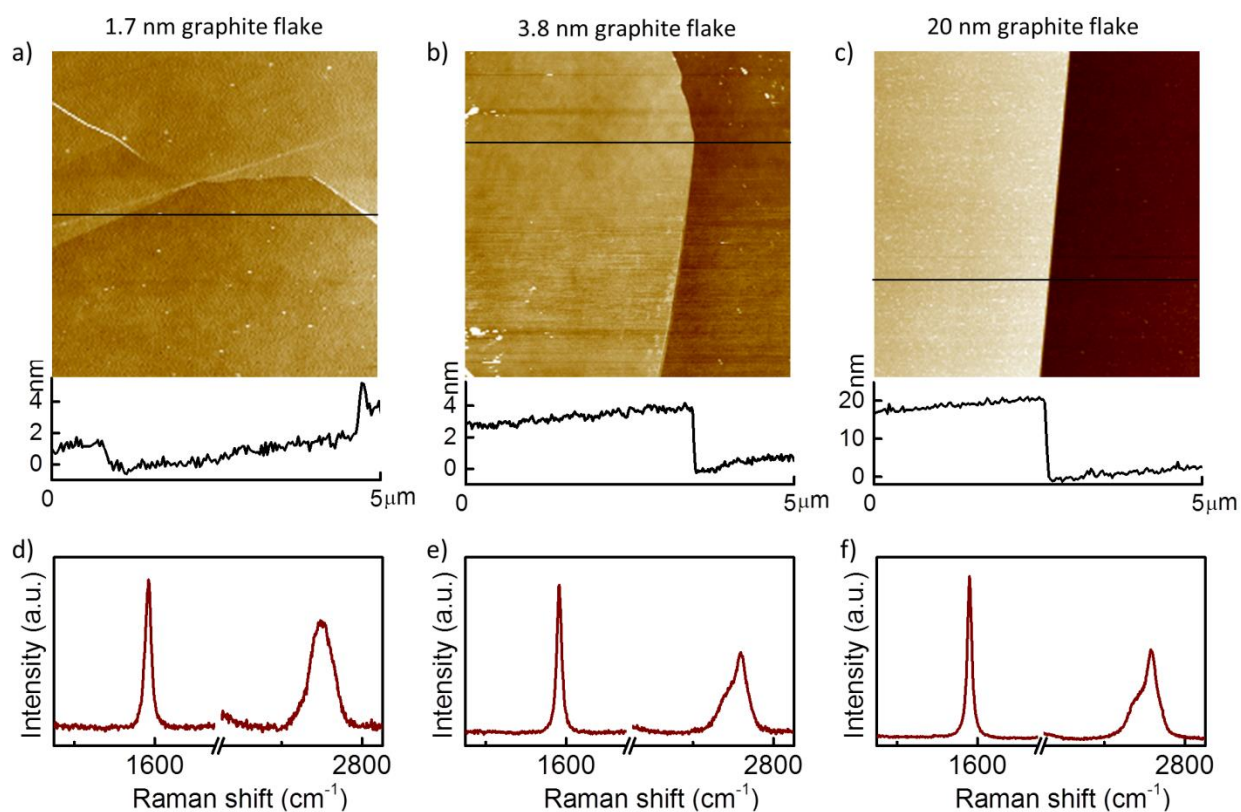 1.7 nm graphite flake
3.8 nm graphite flake
20 nm graphite flake
a)
b)
c)
nm
4
2
0
0
5μm
nm
4
2
0
0
5μm
nm
20
10
0
0
5μm
d)
e)
f)
Intensity (a.u.)
1600
2800
Raman shift (cm-1)
Intensity (a.u.)
1600
2800
Raman shift (cm-1)
Intensity (a.u.)
1600
2800
Raman shift (cm-1)